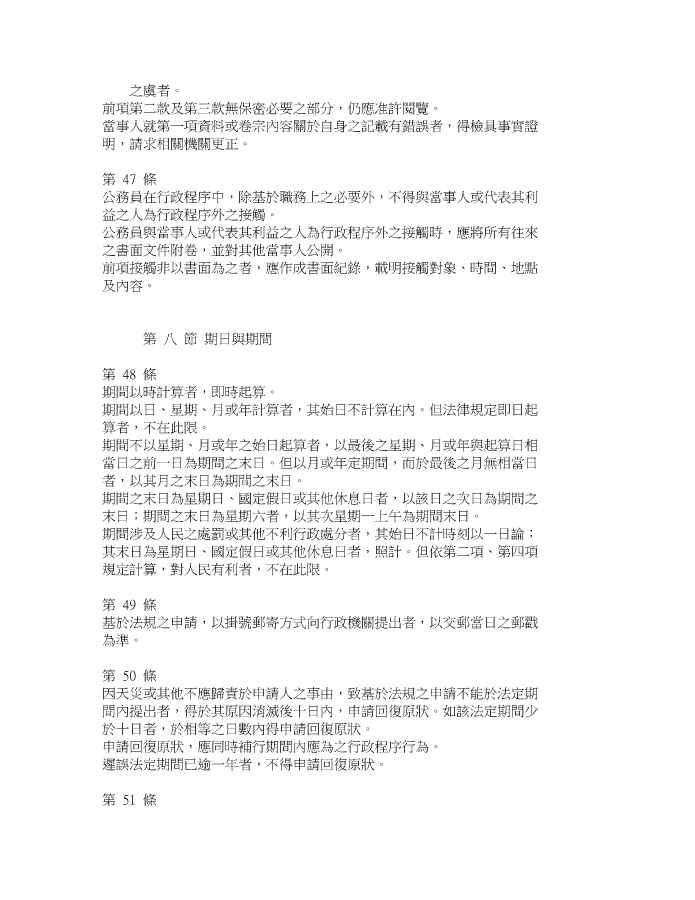 之虞者。
前項第二款及第三款無保密必要之部分，仍應准許閱覽。
當事人就第一項資料或卷宗內容關於自身之記載有錯誤者，得檢具事實證
明，請求相關機關更正。
第 47 條
公務員在行政程序中，除基於職務上之必要外，不得與當事人或代表其利
益之人為行政程序外之接觸。
公務員與當事人或代表其利益之人為行政程序外之接觸時，應將所有往來
之書面文件附卷，並對其他當事人公開。
前項接觸非以書面為之者，應作成書面紀錄，載明接觸對象、時間、地點
及內容。
第 八 節 期日與期間
第 48 條
期間以時計算者，即時起算。
期間以日、星期、月或年計算者，其始日不計算在內。但法律規定即日起
算者，不在此限。
期間不以星期、月或年之始日起算者，以最後之星期、月或年與起算日相
當日之前一日為期間之末日。但以月或年定期間，而於最後之月無相當日
者，以其月之末日為期間之末日。
期間之末日為星期日、國定假日或其他休息日者，以該日之次日為期間之
末日；期間之末日為星期六者，以其次星期一上午為期間末日。
期間涉及人民之處罰或其他不利行政處分者，其始日不計時刻以一日論；
其末日為星期日、國定假日或其他休息日者，照計。但依第二項、第四項
規定計算，對人民有利者，不在此限。
第 49 條
基於法規之申請，以掛號郵寄方式向行政機關提出者，以交郵當日之郵戳
為準。
第 50 條
因天災或其他不應歸責於申請人之事由，致基於法規之申請不能於法定期
間內提出者，得於其原因消滅後十日內，申請回復原狀。如該法定期間少
於十日者，於相等之日數內得申請回復原狀。
申請回復原狀，應同時補行期間內應為之行政程序行為。
遲誤法定期間已逾一年者，不得申請回復原狀。
第 51 條